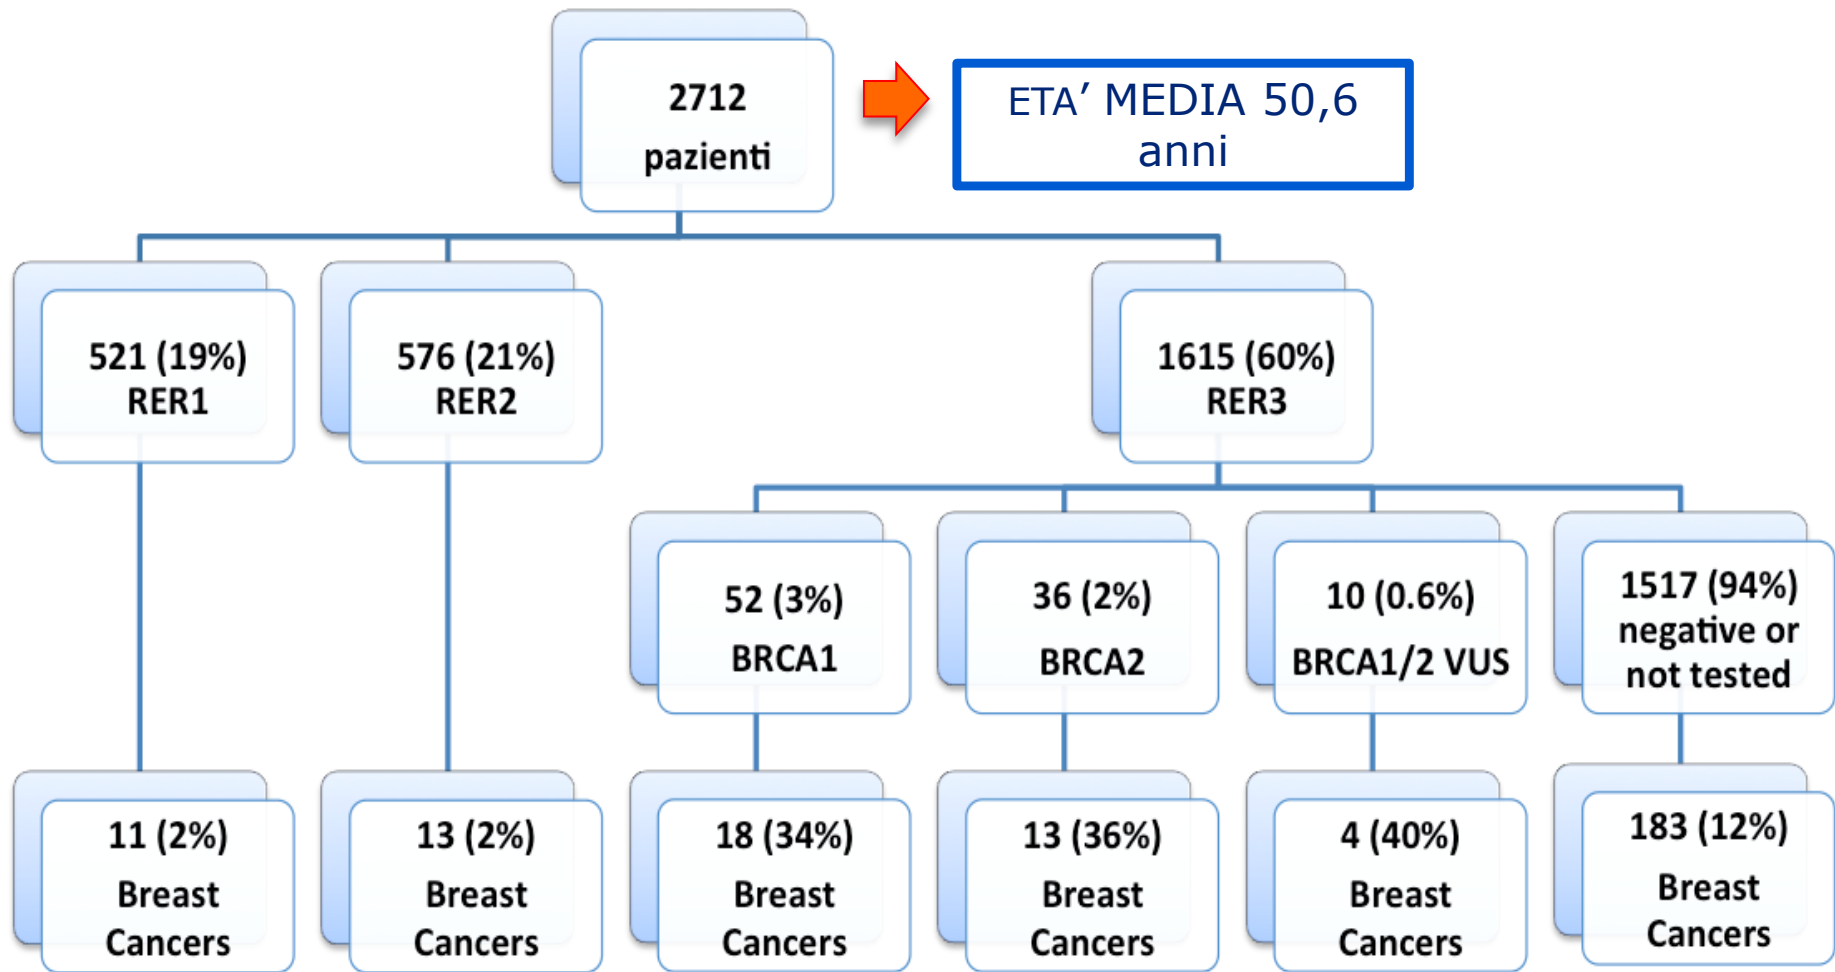 2712
pazienti
ETA’ MEDIA 50,6
anni
521 (19%)
RER1
576 (21%)
RER2
1615 (60%)
RER3
52 (3%)
BRCA1
36 (2%)
BRCA2
10 (0.6%)
BRCA1/2 VUS
1517 (94%)
negative or
not tested
11 (2%)
Breast
Cancers
13 (2%)
Breast
Cancers
18 (34%)
Breast
Cancers
13 (36%)
Breast
Cancers
4 (40%)
Breast
Cancers
183 (12%)
Breast
Cancers